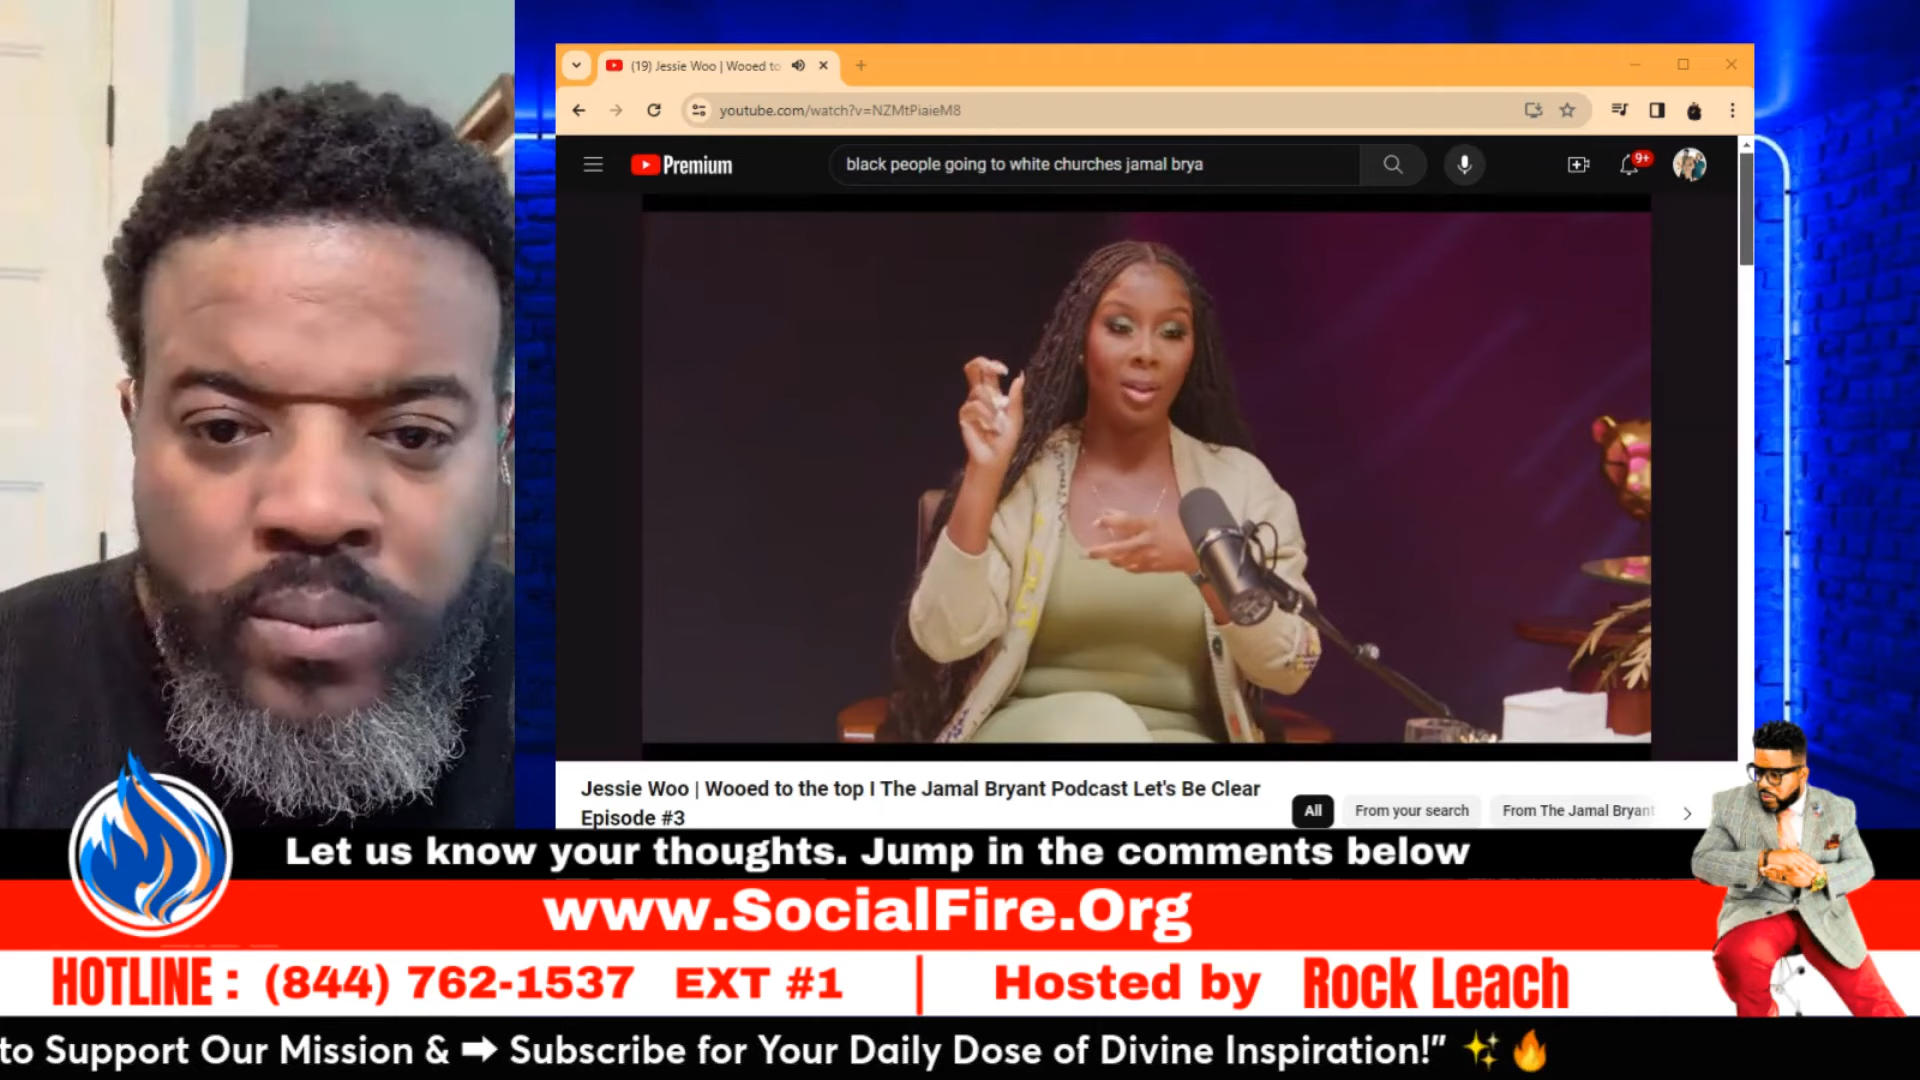 (19) Jessie Woo | Wooed to
youtube.com/watch?v=NZMtPiaieM8
Premium
black people going to white churches jamal brya
9+
Jessie Woo | Wooed to the top I The Jamal Bryant Podcast Let's Be Clear
Episode #3
All
From your search
From The Jamal Bryant
Let us know your thoughts. Jump in the comments below
www.SocialFire.Org
HOTLINE : (844) 762-1537 EXT #1 | Hosted by Rock Leach
to Support Our Mission & ➡ Subscribe for Your Daily Dose of Divine Inspiration!” ✨🔥